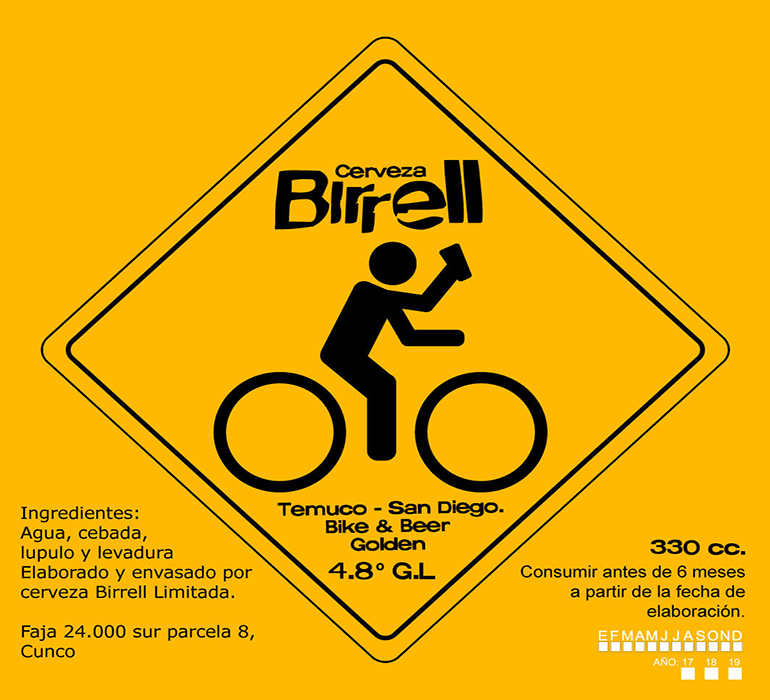 Cerveza
Birrell
Temuco - San Diego.
Bike & Beer
Golden
4.8° G.L
Ingredientes:
Agua, cebada,
lupulo y levadura
Elaborado y envasado por
cerveza Birrell Limitada.
Faja 24.000 sur parcela 8,
Cunco
330 cc.
Consumir antes de 6 meses
a partir de la fecha de
elaboración.
EFMAMJJASOND
AÑO: 17 18 19